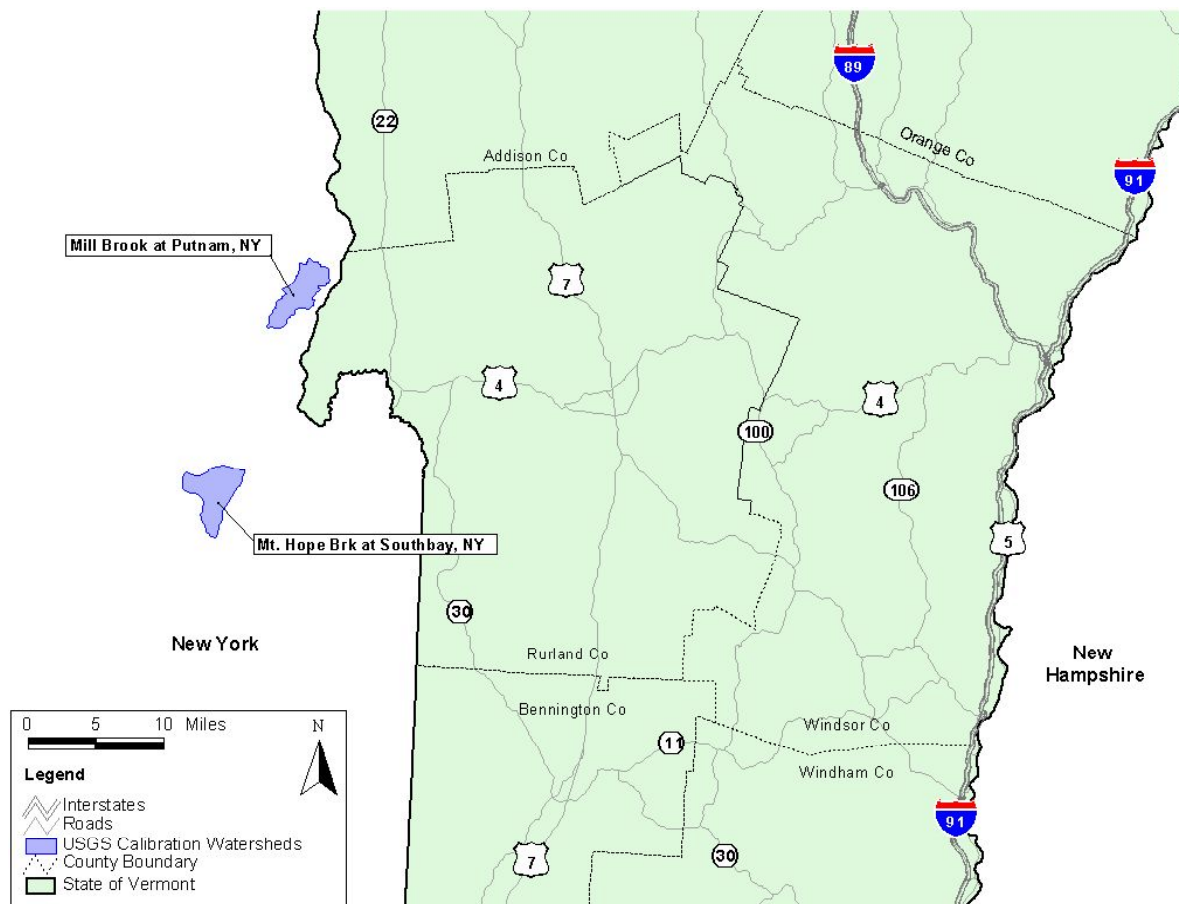 89
22
Orange Co
Addison Co
91
Mill Brook at Putnam, NY
7
4
4
100
106
Mt. Hope Brk at Southbay, NY
5
30
New York
Rurland Co
New
Hampshire
Bennington Co
Windsor Co
11
Windham Co
91
7
30
0 5 10 Miles
N
Legend
Interstates
Roads
USGS Calibration Watersheds
County Boundary
State of Vermont